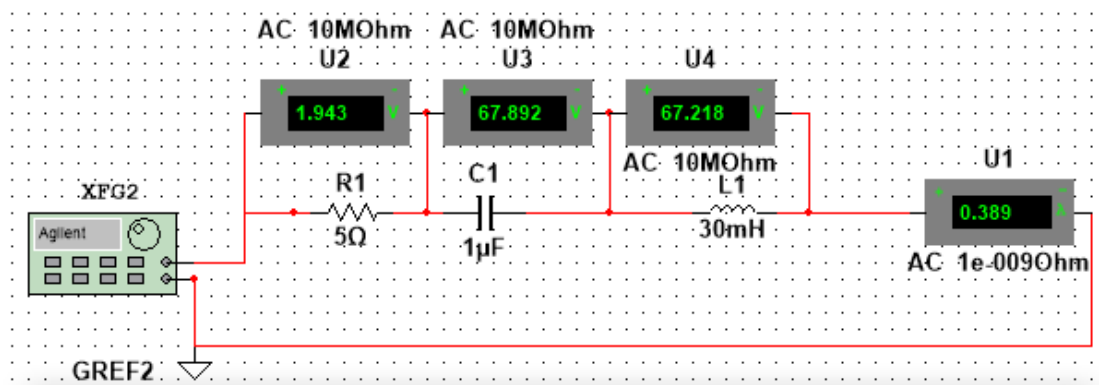 AC 10MOhm AC 10MOhm
U2 U3 U4
1.943 V 67.892 V 67.218 V
AC 10MOhm
U1
XFG2 R1 C1 L1
0.389 A
Agilent
5Ω 1µF 30mH
AC 1e-009Ohm
GREF2